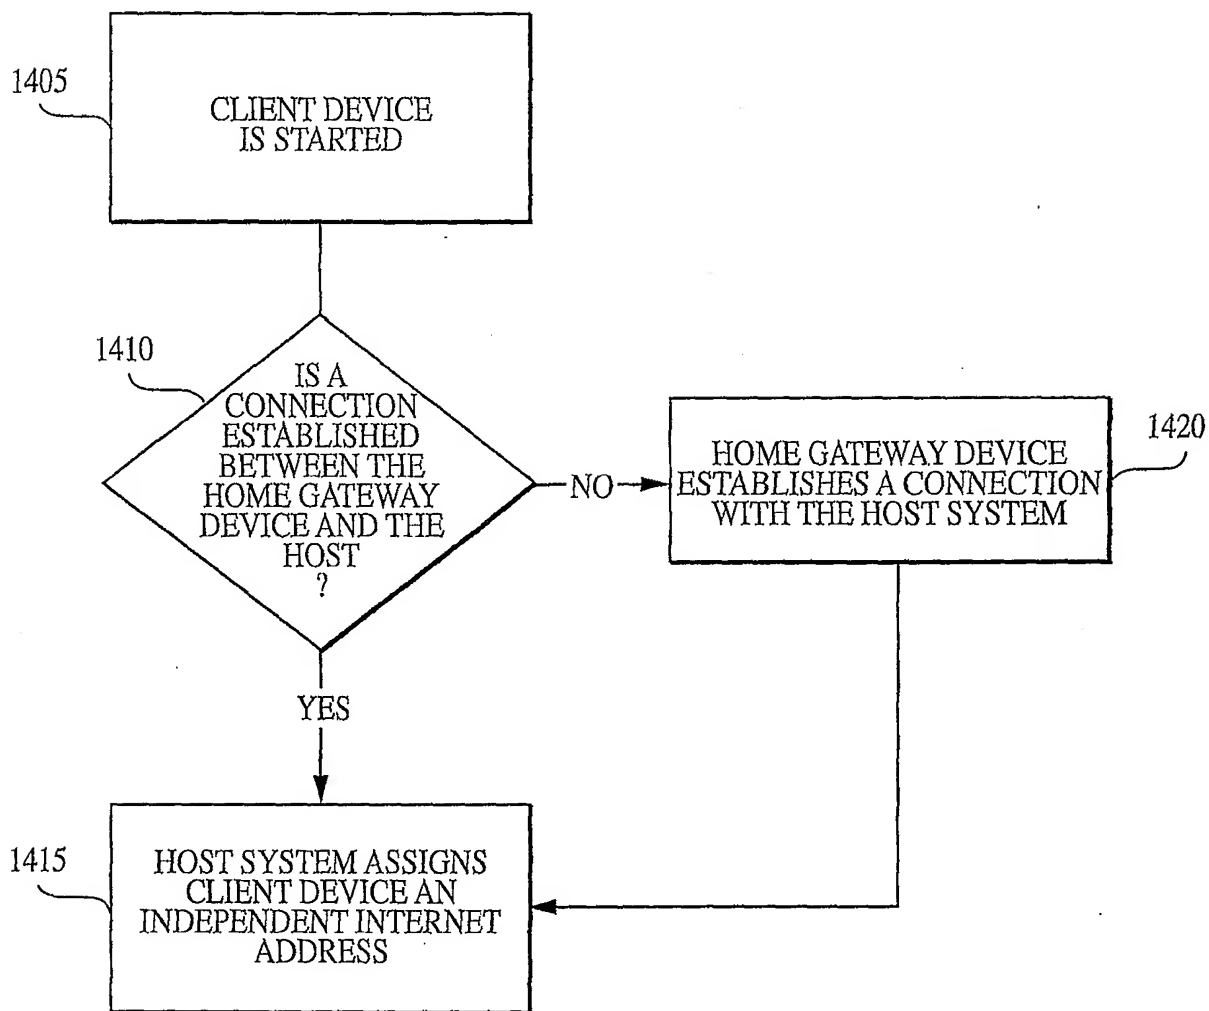 1405
CLIENT DEVICE
IS STARTED
1410
IS A
CONNECTION
ESTABLISHED
BETWEEN THE
HOME GATEWAY
DEVICE AND THE
HOST
?
NO
HOME GATEWAY DEVICE
ESTABLISHES A CONNECTION
WITH THE HOST SYSTEM
1420
YES
1415
HOST SYSTEM ASSIGNS
CLIENT DEVICE AN
INDEPENDENT INTERNET
ADDRESS